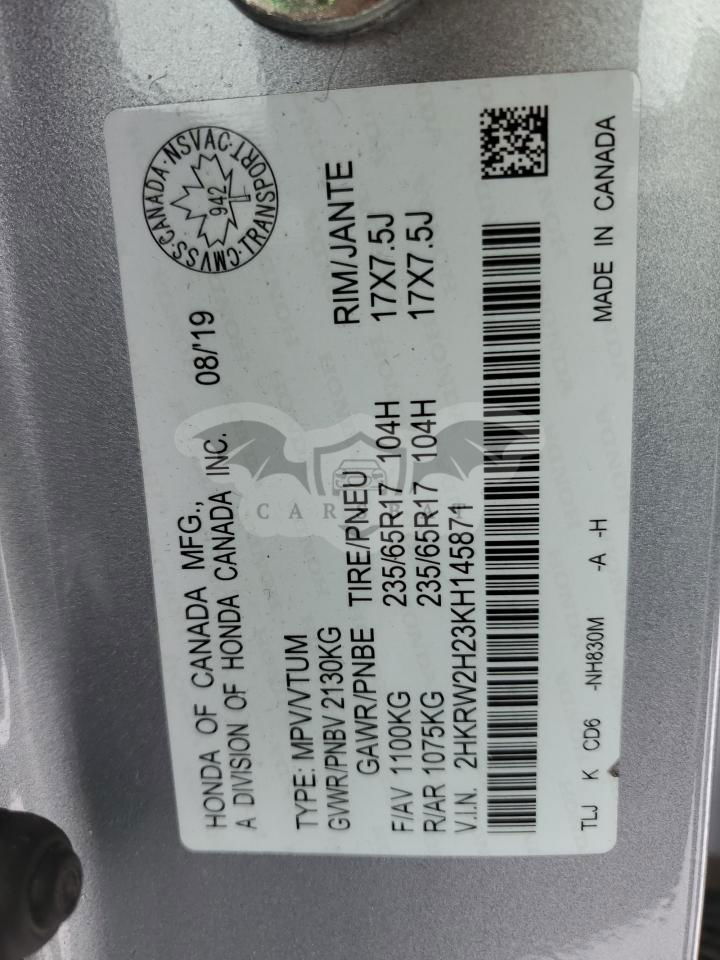 HONDA OF CANADA MFG.,
A DIVISION OF HONDA CANADA INC. 08/'19
CMVSS·CANADA·NSVAC·TRANSPORT
942
TYPE: MPV/VTUM
GVWR/PNBV 2130KG
GAWR/PNBE TIRE/PNEU RIM/JANTE
F/AV 1100KG 235/65R17 104H 17X7.5J
R/AR 1075KG 235/65R17 104H 17X7.5J
V.I.N. 2HKRW2H23KH145871
TLJ K CD6 -NH830M -A -H MADE IN CANADA